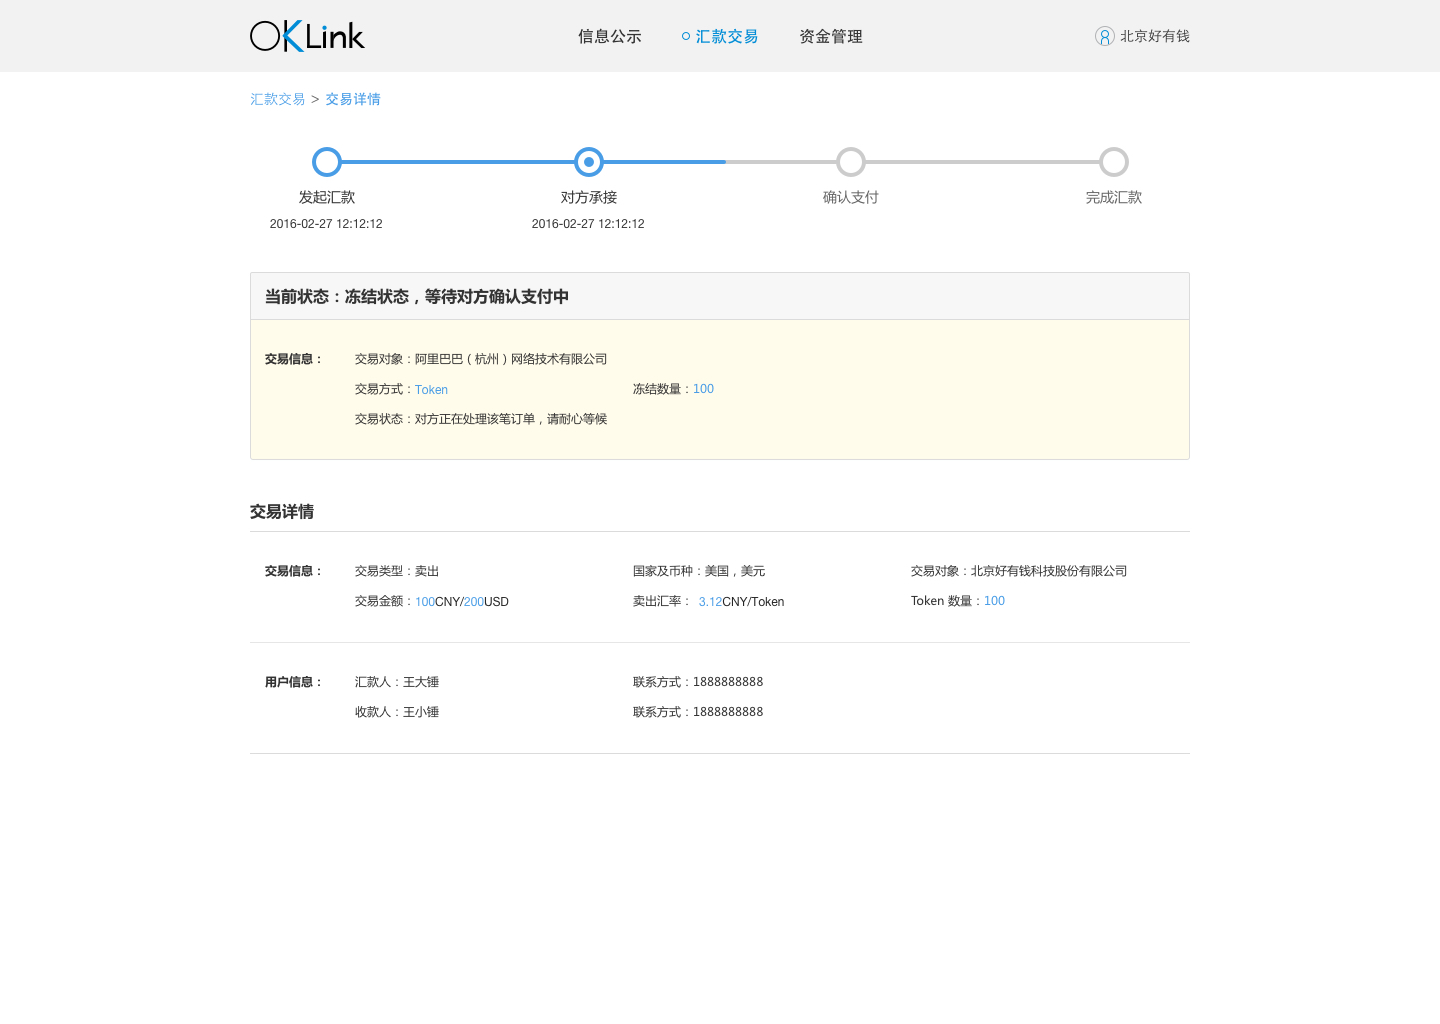 OKLink 信息公示 汇款交易 资金管理 北京好有钱
汇款交易 > 交易详情
发起汇款 对方承接 确认支付 完成汇款
2016-02-27 12:12:12 2016-02-27 12:12:12
当前状态：冻结状态，等待对方确认支付中
交易信息： 交易对象：阿里巴巴（杭州）网络技术有限公司
交易方式：Token 冻结数量：100
交易状态：对方正在处理该笔订单，请耐心等候
交易详情
交易信息： 交易类型：卖出 国家及币种：美国，美元 交易对象：北京好有钱科技股份有限公司
交易金额：100CNY/200USD 卖出汇率： 3.12CNY/Token Token 数量：100
用户信息： 汇款人：王大锤 联系方式：1888888888
收款人：王小锤 联系方式：1888888888